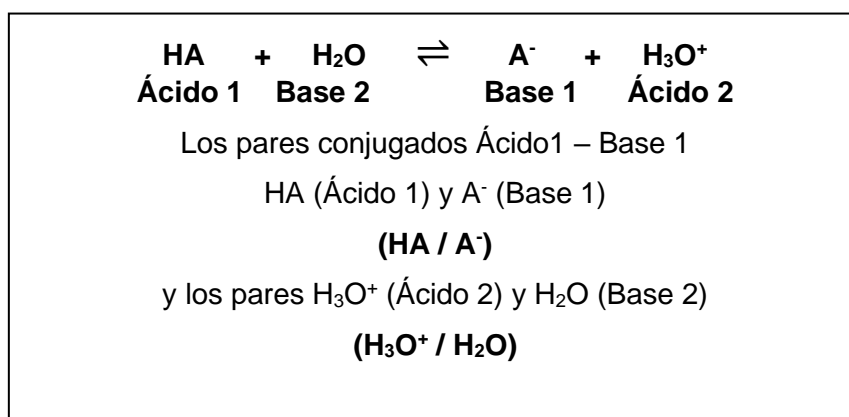 HA + H₂O ⇌ A⁻ + H₃O⁺
Ácido 1 Base 2 Base 1 Ácido 2
Los pares conjugados Ácido1 – Base 1
HA (Ácido 1) y A⁻ (Base 1)
(HA / A⁻)
y los pares H₃O⁺ (Ácido 2) y H₂O (Base 2)
(H₃O⁺ / H₂O)